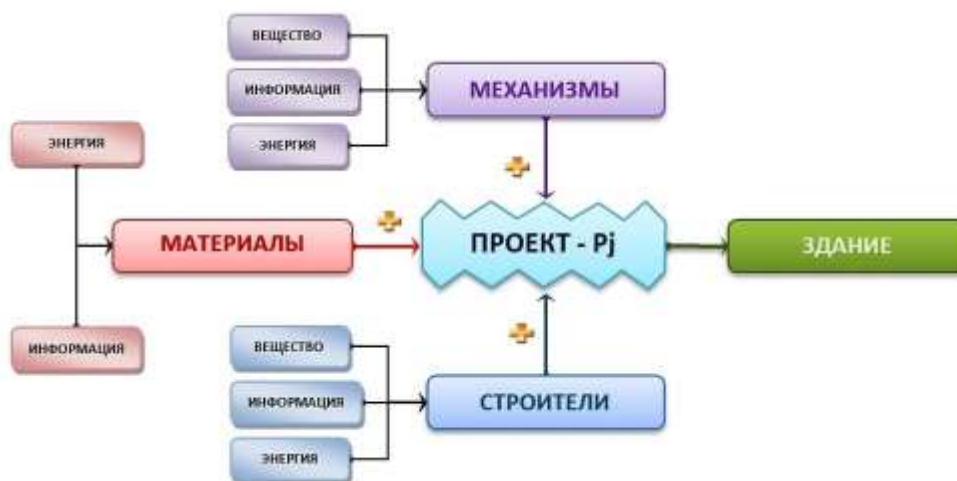 ВЕЩЕСТВО
ИНФОРМАЦИЯ
ЭНЕРГИЯ
МЕХАНИЗМЫ
ЭНЕРГИЯ
ИНФОРМАЦИЯ
МАТЕРИАЛЫ
ПРОЕКТ - Pj
ЗДАНИЕ
ВЕЩЕСТВО
ИНФОРМАЦИЯ
ЭНЕРГИЯ
СТРОИТЕЛИ